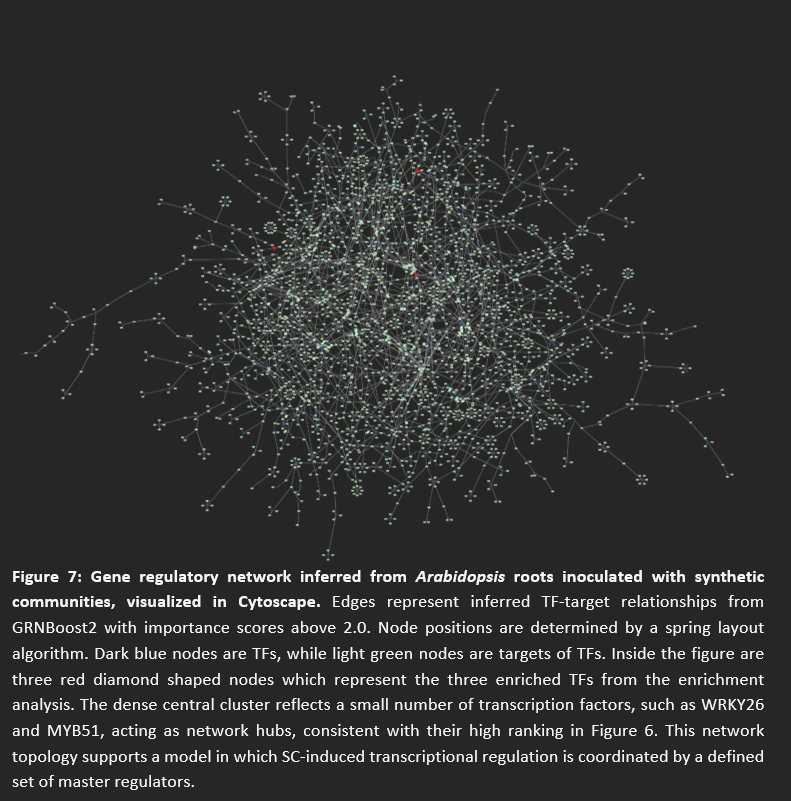 Figure 7: Gene regulatory network inferred from Arabidopsis roots inoculated with synthetic
communities, visualized in Cytoscape. Edges represent inferred TF-target relationships from
GRNBoost2 with importance scores above 2.0. Node positions are determined by a spring layout
algorithm. Dark blue nodes are TFs, while light green nodes are targets of TFs. Inside the figure are
three red diamond shaped nodes which represent the three enriched TFs from the enrichment
analysis. The dense central cluster reflects a small number of transcription factors, such as WRKY26
and MYB51, acting as network hubs, consistent with their high ranking in Figure 6. This network
topology supports a model in which SC-induced transcriptional regulation is coordinated by a defined
set of master regulators.